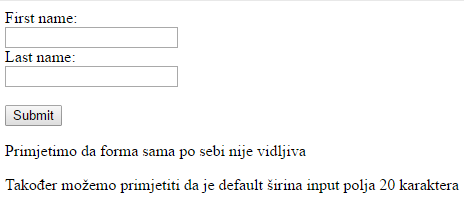 First name:
Last name:
Submit
Primjetimo da forma sama po sebi nije vidljiva
Također možemo primjetiti da je default širina input polja 20 karaktera